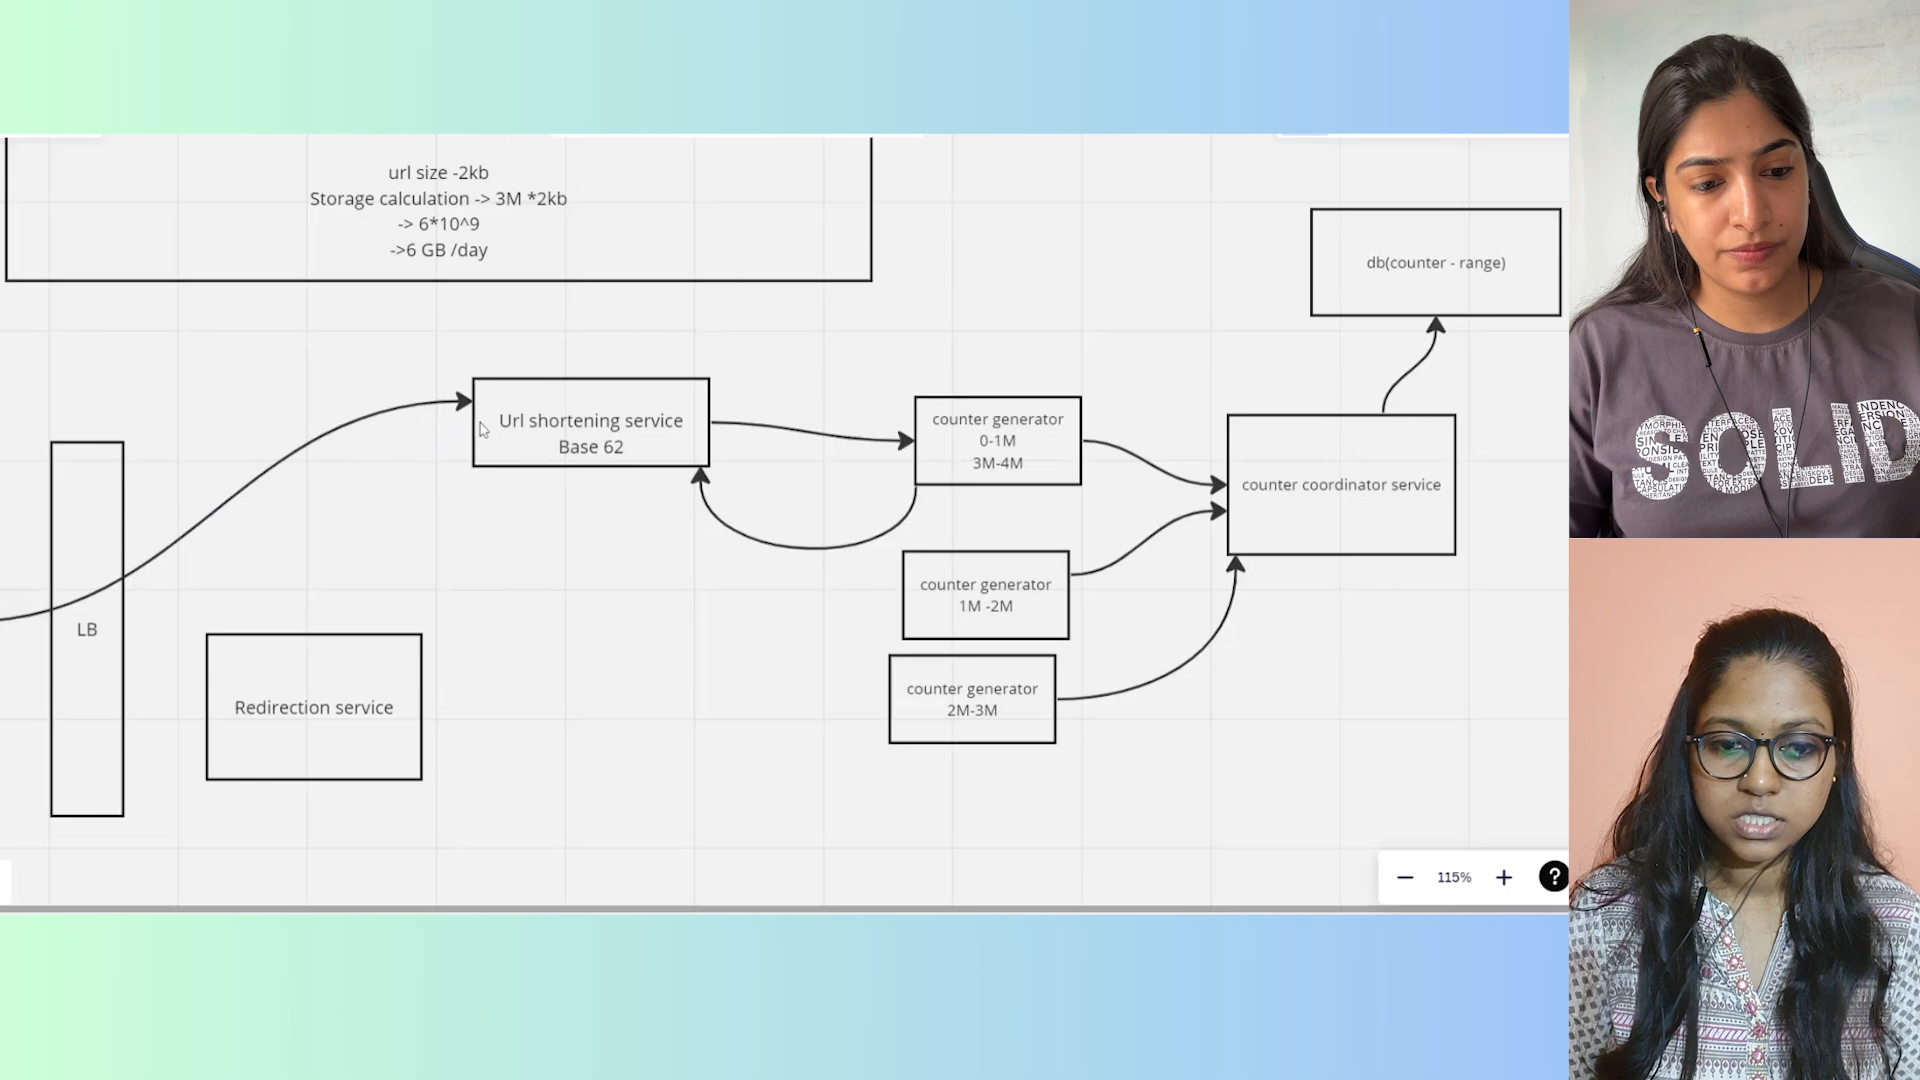 url size -2kb
Storage calculation -> 3M *2kb
-> 6*10^9
->6 GB /day
db(counter - range)
Url shortening service
Base 62
counter generator
0-1M
3M-4M
counter coordinator service
counter generator
1M -2M
LB
counter generator
2M-3M
Redirection service
115%
?
SOLID